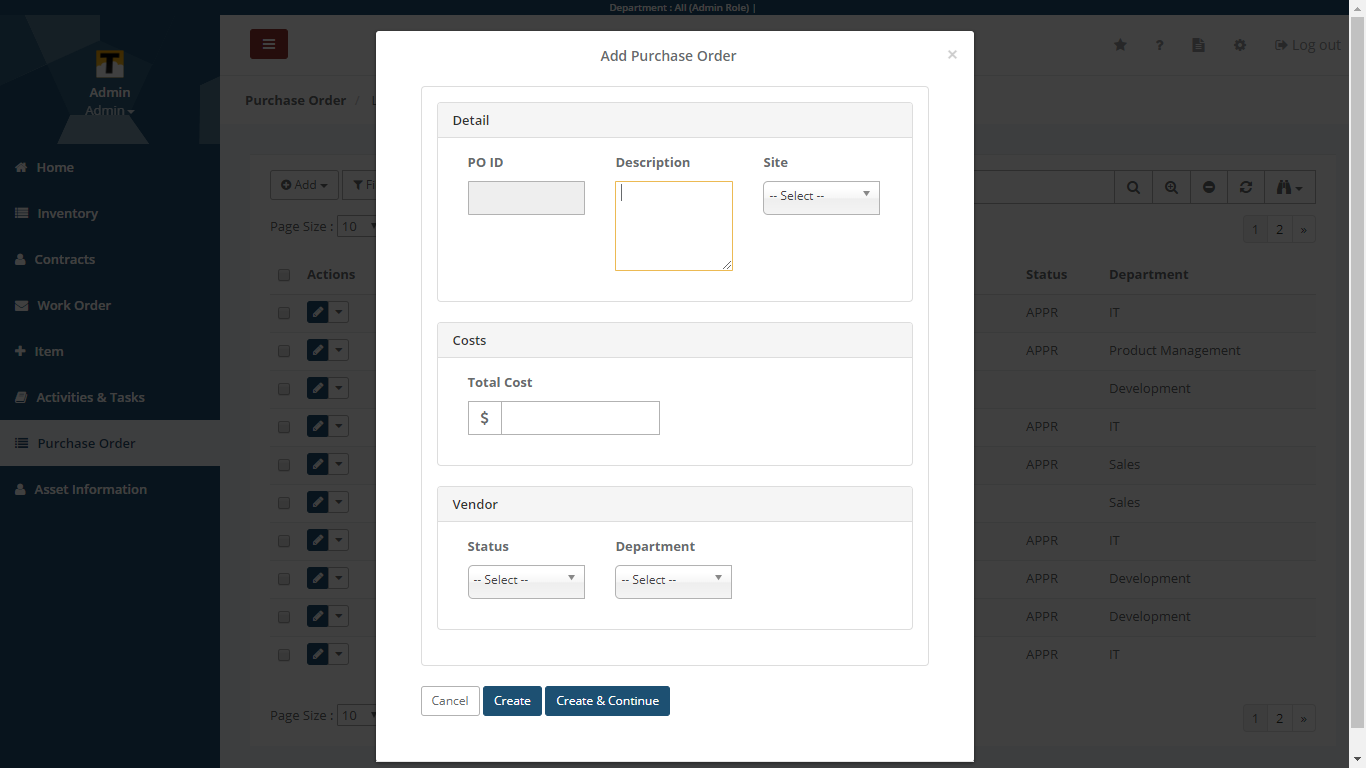 Department : All (Admin Role) |
T
Admin
Admin
Home
Inventory
Contracts
Work Order
Item
Activities & Tasks
Purchase Order
Asset Information
Log out
Purchase Order /
Add
Page Size : 10
1 2 »
Actions Status Department
APPR IT
APPR Product Management
Development
APPR IT
APPR Sales
Sales
APPR IT
APPR Development
APPR Development
APPR IT
Page Size : 10
1 2 »
Add Purchase Order ×
Detail
PO ID Description Site
-- Select --
Costs
Total Cost
$
Vendor
Status Department
-- Select -- -- Select --
Cancel Create Create & Continue